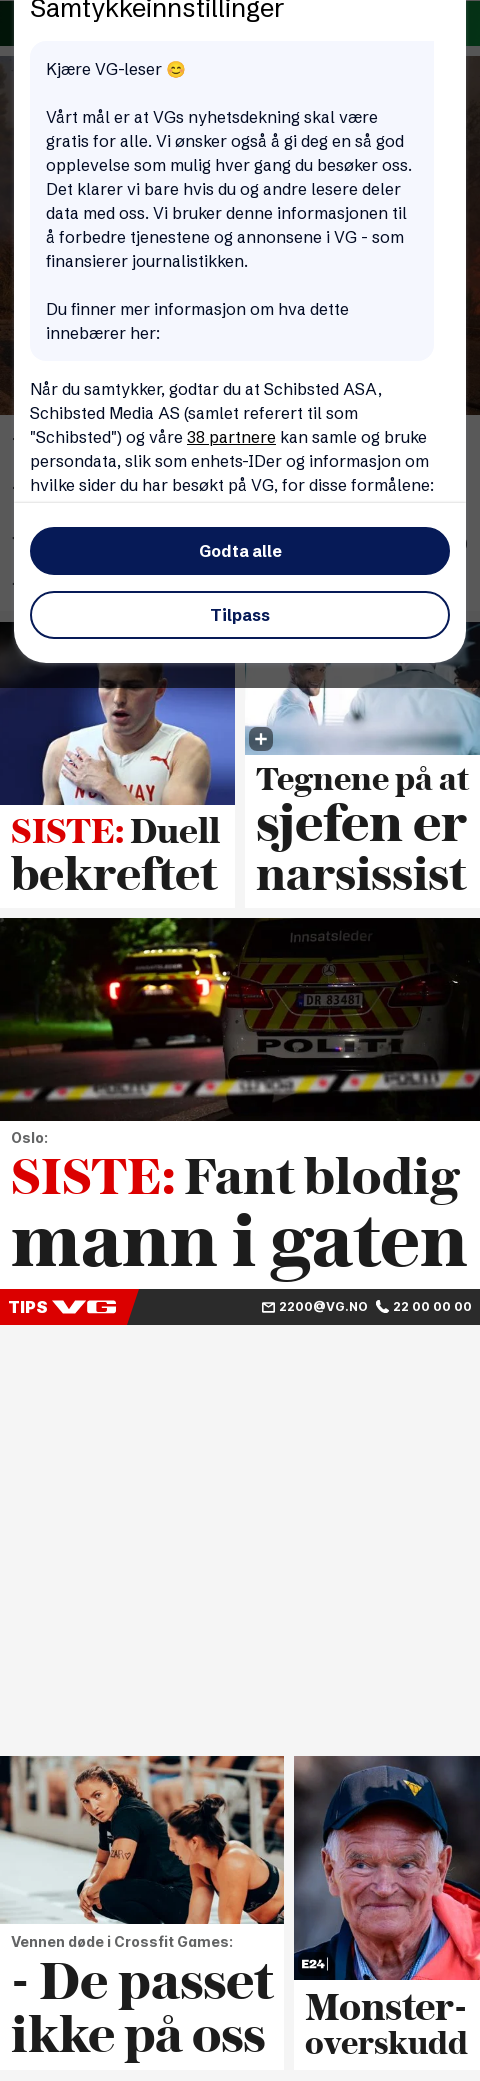 Samtykkeinnstillinger
Kjære VG-leser 😊
Vårt mål er at VGs nyhetsdekning skal være
gratis for alle. Vi ønsker også å gi deg en så god
opplevelse som mulig hver gang du besøker oss.
Det klarer vi bare hvis du og andre lesere deler
data med oss. Vi bruker denne informasjonen til
å forbedre tjenestene og annonsene i VG - som
finansierer journalistikken.
Du finner mer informasjon om hva dette
innebærer her:
Når du samtykker, godtar du at Schibsted ASA,
Schibsted Media AS (samlet referert til som
"Schibsted") og våre 38 partnere kan samle og bruke
persondata, slik som enhets-IDer og informasjon om
hvilke sider du har besøkt på VG, for disse formålene:
Godta alle
Tilpass
NORWAY
SISTE: Duell
bekreftet
Tegnene på at
sjefen er
narsissist
Innsatsleder
DR 83481
POLITI
POLITI
POLITI
POLITI
Oslo:
SISTE: Fant blodig
mann i gaten
TIPS VG
2200@VG.NO 22 00 00 00
Vennen døde i Crossfit Games:
- De passet
ikke på oss
E24
Monster-
overskudd